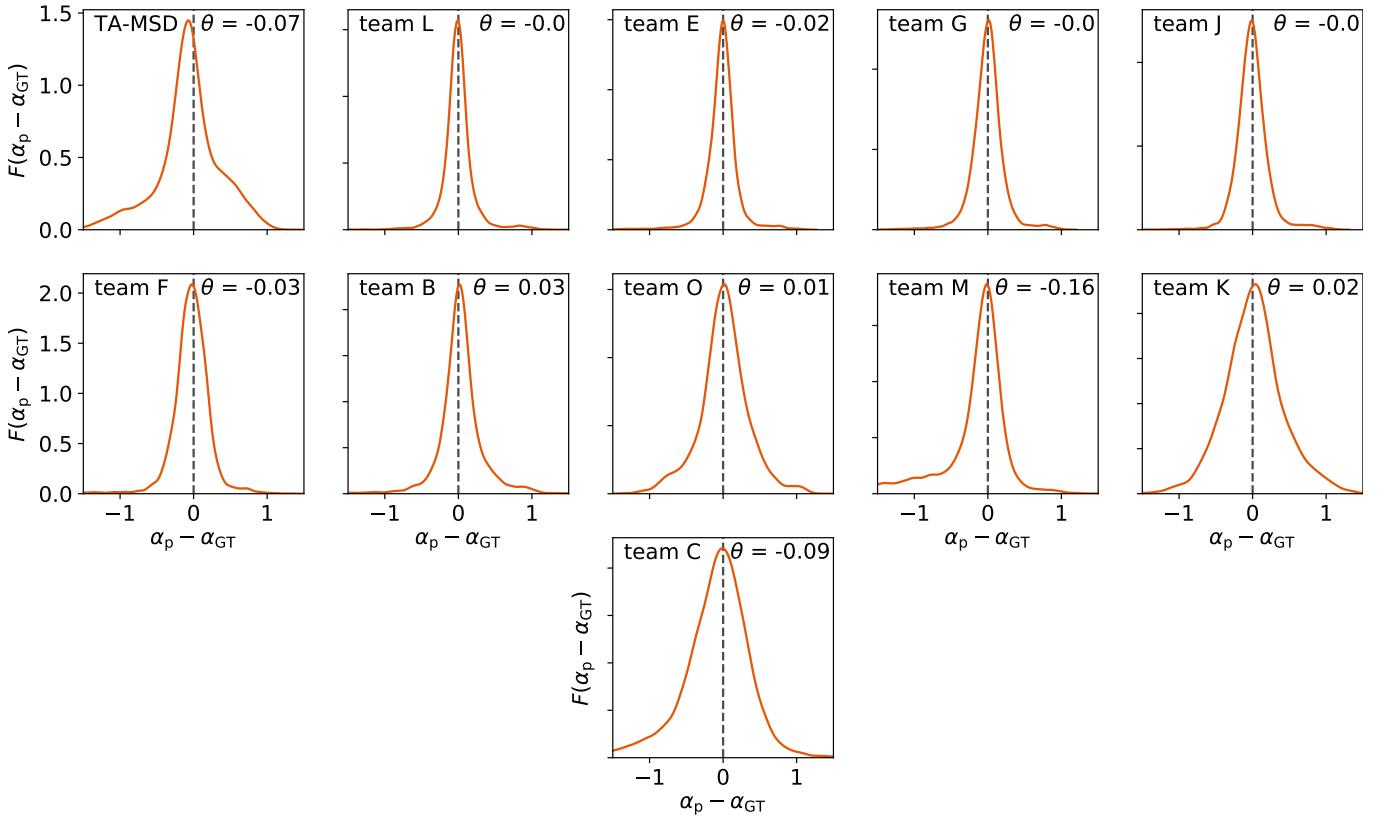 TA-MSD θ = -0.07
team L θ = -0.0
team E θ = -0.02
team G θ = -0.0
team J θ = -0.0
1.5
1.0
0.5
0.0
F(αp − αGT)
team F θ = -0.03
team B θ = 0.03
team O θ = 0.01
team M θ = -0.16
team K θ = 0.02
2.0
1.5
1.0
0.5
0.0
F(αp − αGT)
−1 0 1
αp − αGT
−1 0 1
αp − αGT
−1 0 1
αp − αGT
−1 0 1
αp − αGT
team C θ = -0.09
F(αp − αGT)
−1 0 1
αp − αGT